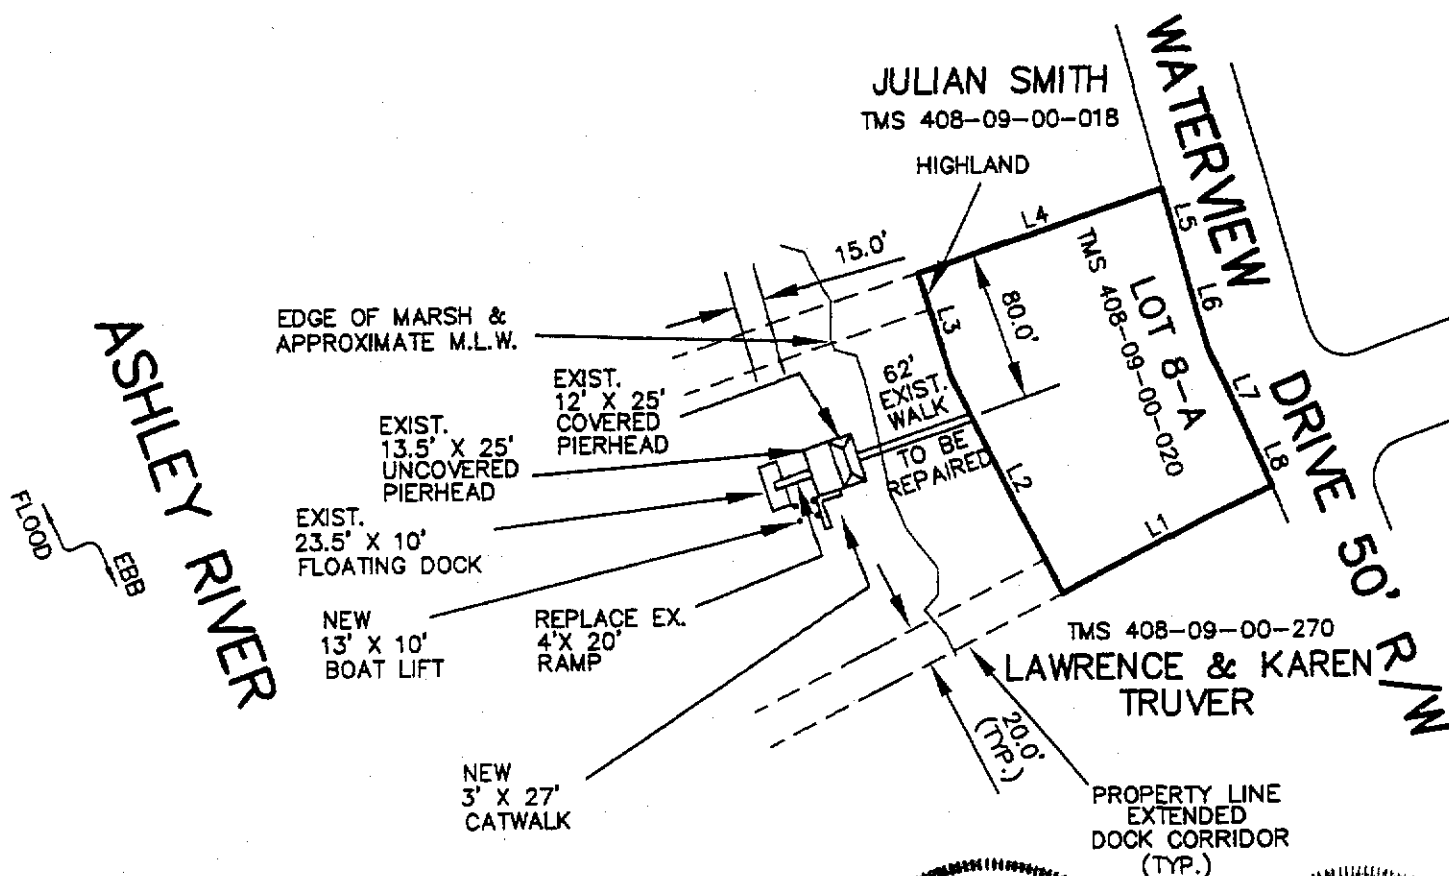 JULIAN SMITH
TMS 408-09-00-018
HIGHLAND
WATERVIEW
DRIVE 50' R/W
L4
L5
15.0'
80.0'
L3
L6
LOT 8-A
TMS 408-09-00-020
L7
L8
L2
L1
EDGE OF MARSH &
APPROXIMATE M.L.W.
62'
EXIST.
WALK
TO BE
REPAIRED
EXIST.
12' X 25'
COVERED
PIERHEAD
EXIST.
13.5' X 25'
UNCOVERED
PIERHEAD
ASHLEY RIVER
FLOOD
EBB
EXIST.
23.5' X 10'
FLOATING DOCK
NEW
13' X 10'
BOAT LIFT
REPLACE EX.
4'X 20'
RAMP
NEW
3' X 27'
CATWALK
TMS 408-09-00-270
LAWRENCE & KAREN
TRUVER
20.0'
(TYP.)
PROPERTY LINE
EXTENDED
DOCK CORRIDOR
(TYP.)